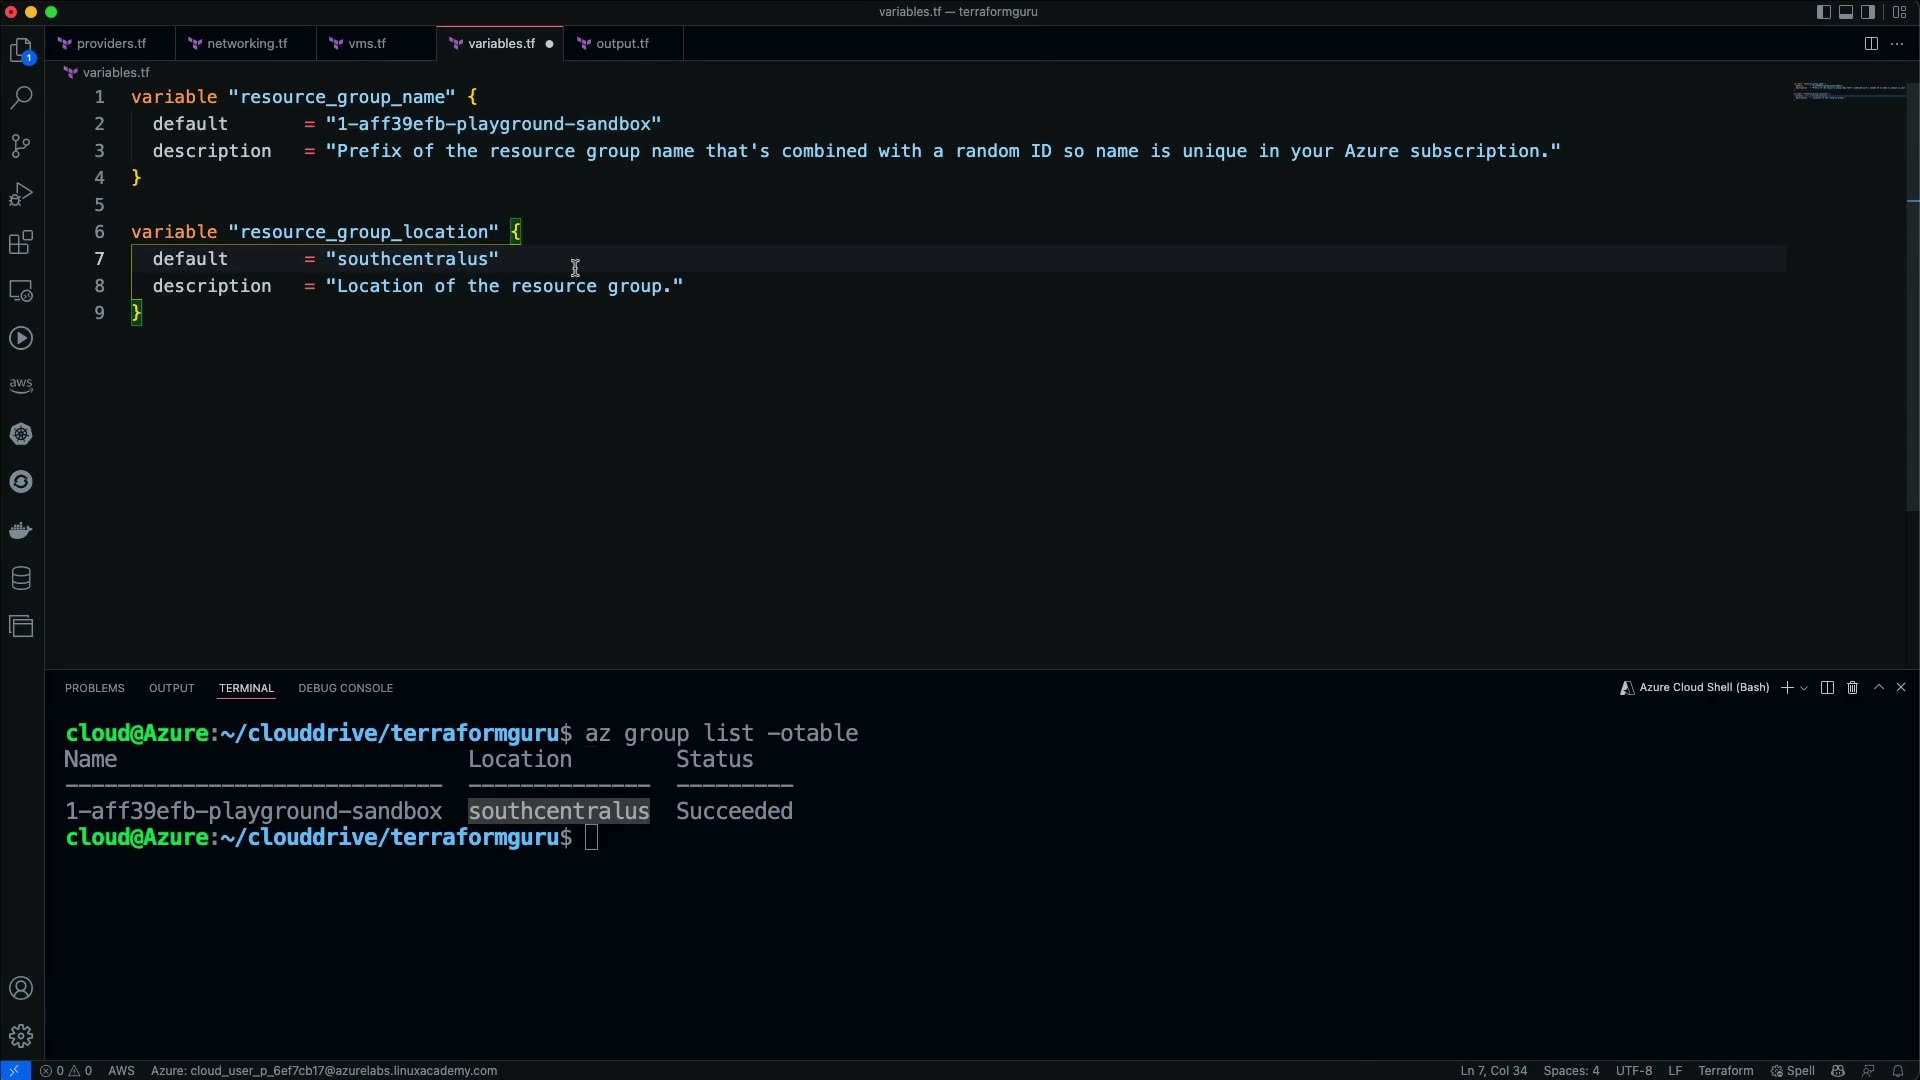 variables.tf — terraformguru
providers.tf
networking.tf
vms.tf
variables.tf
output.tf
variables.tf
1 variable "resource_group_name" {
2 default = "1-aff39efb-playground-sandbox"
3 description = "Prefix of the resource group name that's combined with a random ID so name is unique in your Azure subscription."
4 }
5
6 variable "resource_group_location" {
7 default = "southcentralus"
8 description = "Location of the resource group."
9 }
1
aws
PROBLEMS OUTPUT TERMINAL DEBUG CONSOLE
Azure Cloud Shell (Bash)
cloud@Azure:~/clouddrive/terraformguru$ az group list -otable
Name Location Status
----------------------------- -------------- ---------
1-aff39efb-playground-sandbox southcentralus Succeeded
cloud@Azure:~/clouddrive/terraformguru$
0 0 AWS Azure: cloud_user_p_6ef7cb17@azurelabs.linuxacademy.com
Ln 7, Col 34 Spaces: 4 UTF-8 LF Terraform Spell